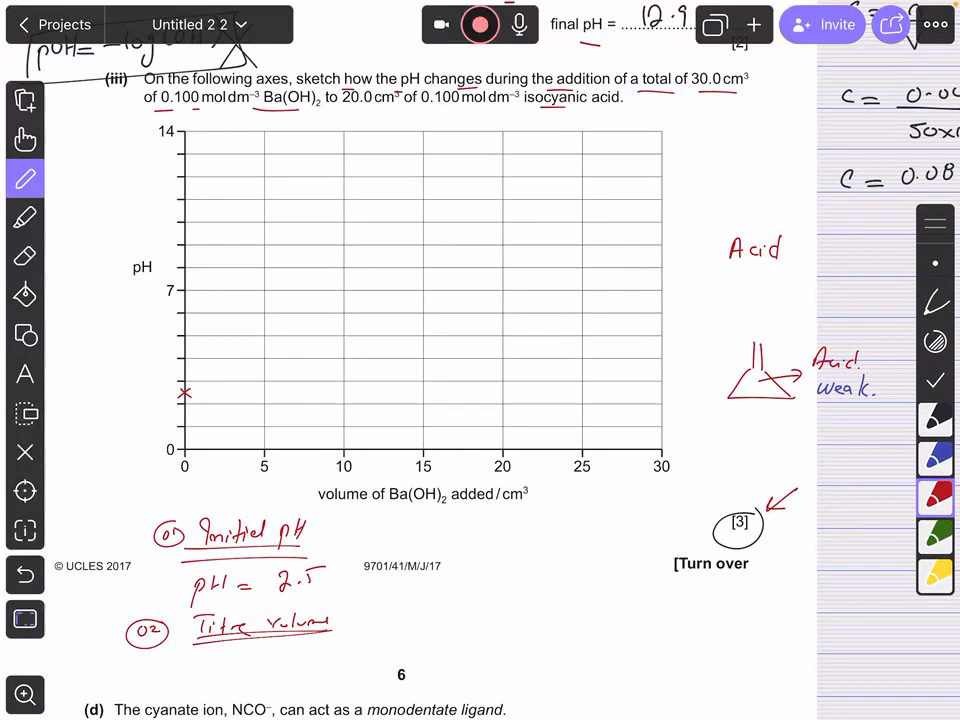 Projects
Untitled 2 2
Invite
final pH = .............. 12.9
[2]
pOH = -log
(iii) On the following axes, sketch how the pH changes during the addition of a total of 30.0 cm³
of 0.100 mol dm⁻³ Ba(OH)₂ to 20.0 cm³ of 0.100 mol dm⁻³ isocyanic acid.
C =
50x
C = 0.08
14
Acid
pH
7
Acid.
weak.
0
0 5 10 15 20 25 30
volume of Ba(OH)₂ added / cm³
[3]
01 Initial pH
© UCLES 2017 9701/41/M/J/17 [Turn over
pH = 2.5
02 Titre volume
6
(d) The cyanate ion, NCO⁻, can act as a monodentate ligand.